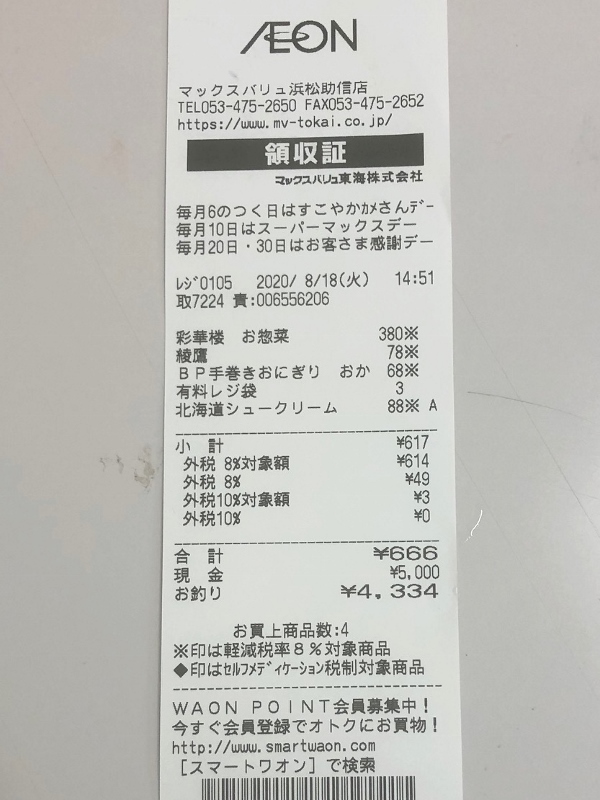 ÆON
マックスバリュ浜松助信店
TEL053-475-2650 FAX053-475-2652
https://www.mv-tokai.co.jp/
領収証
マックスバリュ東海株式会社
毎月6のつく日はすこやかｶﾒさんﾃﾞｰ
毎月10日はスーパーマックスデー
毎月20日・30日はお客さま感謝デー
ﾚｼﾞ0105 2020/ 8/18(火) 14:51
取7224 責:006556206
彩華楼 お惣菜 380※
綾鷹 78※
ＢＰ手巻きおにぎり おか 68※
有料レジ袋 3
北海道シュークリーム 88※ A
小 計 ¥617
外税 8%対象額 ¥614
外税 8% ¥49
外税10%対象額 ¥3
外税10% ¥0
合 計 ¥666
現 金 ¥5,000
お釣り ¥4,334
お買上商品数:4
※印は軽減税率８％対象商品
◆印はｾﾙﾌﾒﾃﾞｨｹｰｼｮﾝ税制対象商品
ＷＡＯＮ ＰＯＩＮＴ会員募集中！
今すぐ会員登録でオトクにお買物！
http://www.smartwaon.com
［スマートワオン］で検索